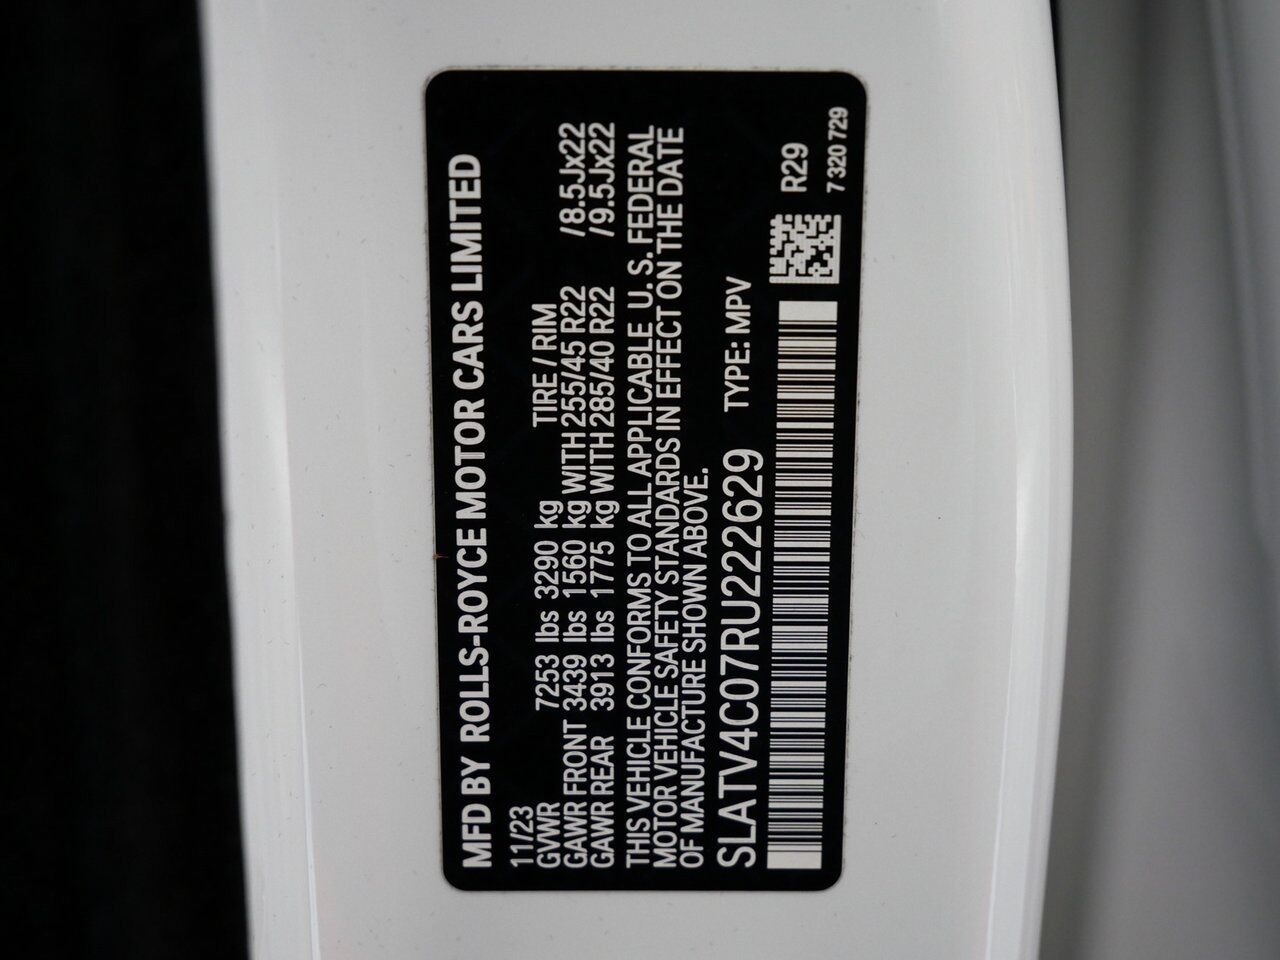 MFD BY ROLLS-ROYCE MOTOR CARS LIMITED
11/23
GVWR 7253 lbs 3290 kg TIRE / RIM
GAWR FRONT 3439 lbs 1560 kg WITH 255/45 R22 / 8.5Jx22
GAWR REAR 3913 lbs 1775 kg WITH 285/40 R22 / 9.5Jx22
THIS VEHICLE CONFORMS TO ALL APPLICABLE U. S. FEDERAL
MOTOR VEHICLE SAFETY STANDARDS IN EFFECT ON THE DATE
OF MANUFACTURE SHOWN ABOVE.
SLATV4C07RU222629 TYPE: MPV
R29
7 320 729